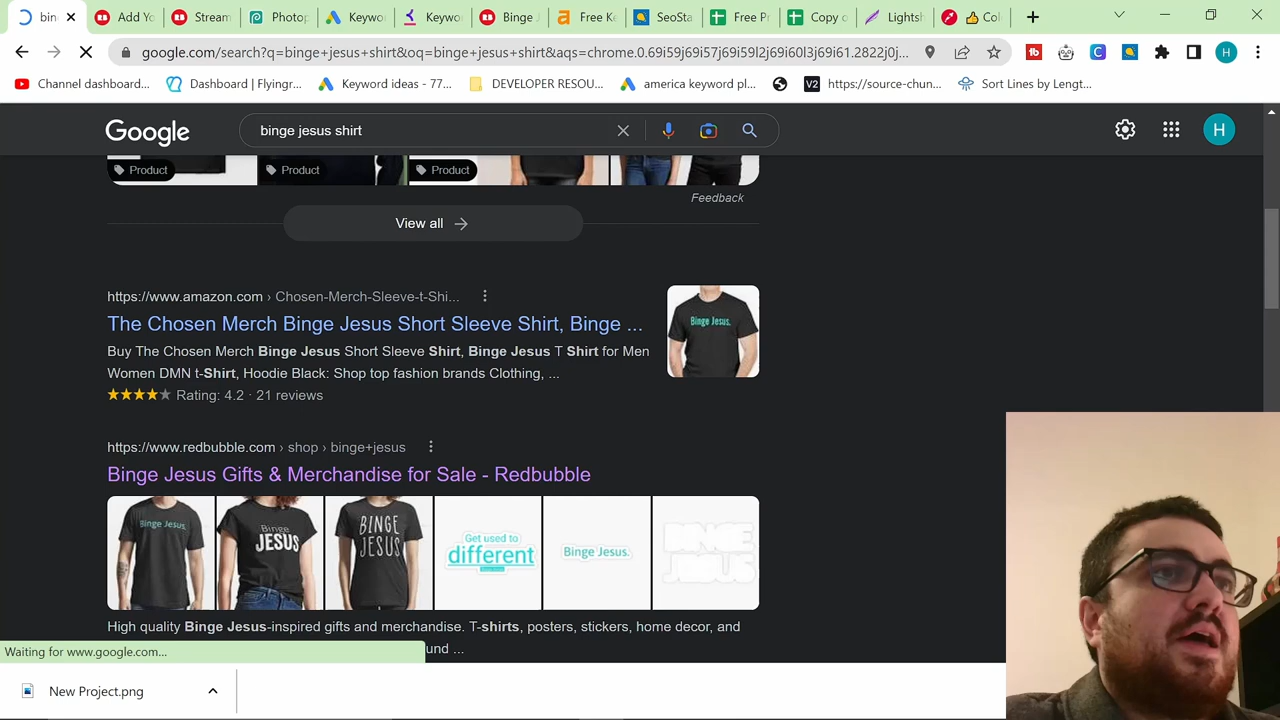 bin
Add Yo
Stream
Photop
Keywo
Keywo
Binge J
Free Ke
SeoSta
Free Pr
Copy o
Lightsh
Col
google.com/search?q=binge+jesus+shirt&oq=binge+jesus+shirt&aqs=chrome.0.69i59j69i57j69i59l2j69i60l3j69i61.2822j0j...
H
Channel dashboard...
Dashboard | Flyingr...
Keyword ideas - 77...
DEVELOPER RESOU...
america keyword pl...
V2
https://source-chun...
Sort Lines by Lengt...
Google
binge jesus shirt
H
Product
Product
Product
Feedback
View all
https://www.amazon.com › Chosen-Merch-Sleeve-t-Shi...
The Chosen Merch Binge Jesus Short Sleeve Shirt, Binge ...
Binge Jesus.
Buy The Chosen Merch Binge Jesus Short Sleeve Shirt, Binge Jesus T Shirt for Men
Women DMN t-Shirt, Hoodie Black: Shop top fashion brands Clothing, ...
Rating: 4.2 · 21 reviews
https://www.redbubble.com › shop › binge+jesus
Binge Jesus Gifts & Merchandise for Sale - Redbubble
Binge Jesus.
Binge
JESUS
BINGE
JESUS
Get used to
different
Binge Jesus.
BINGE
JESUS
High quality Binge Jesus-inspired gifts and merchandise. T-shirts, posters, stickers, home decor, and
und ...
Waiting for www.google.com...
New Project.png